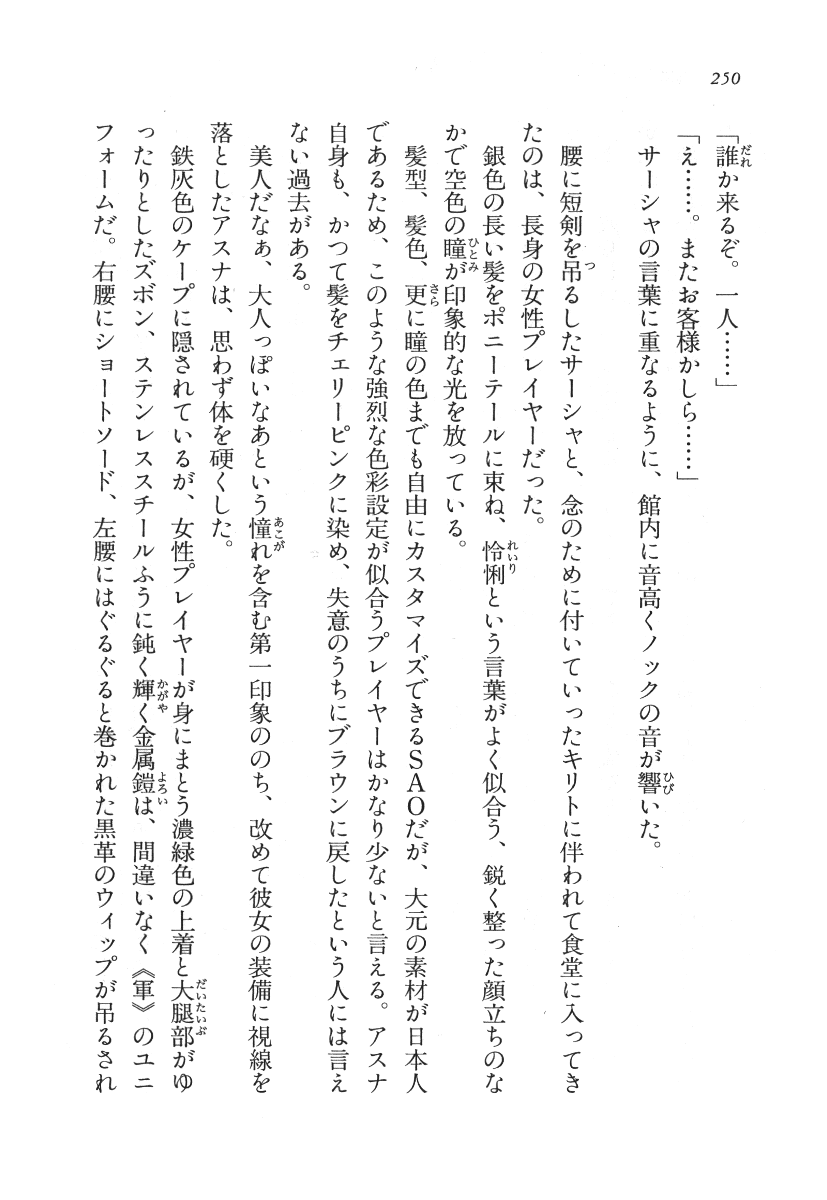 250
「誰か来るぞ。一人……」
「え……。またお客様かしら……」
サーシャの言葉に重なるように、館内に音高くノックの音が響いた。
腰に短剣を吊るしたサーシャと、念のために付いていったキリトに伴われて食堂に入ってき
たのは、長身の女性プレイヤーだった。
銀色の長い髪をポニーテールに束ね、怜悧という言葉がよく似合う、鋭く整った顔立ちのな
かで空色の瞳が印象的な光を放っている。
髪型、髪色、更に瞳の色までも自由にカスタマイズできるSAOだが、大元の素材が日本人
であるため、このような強烈な色彩設定が似合うプレイヤーはかなり少ないと言える。アスナ
自身も、かつて髪をチェリーピンクに染め、失意のうちにブラウンに戻したという人には言え
ない過去がある。
美人だなぁ、大人っぽいなあという憧れを含む第一印象ののち、改めて彼女の装備に視線を
落としたアスナは、思わず体を硬くした。
鉄灰色のケープに隠されているが、女性プレイヤーが身にまとう濃緑色の上着と大腿部がゆ
ったりとしたズボン、ステンレススチールふうに鈍く輝く金属鎧は、間違いなく《軍》のユニ
フォームだ。右腰にショートソード、左腰にはぐるぐると巻かれた黒革のウィップが吊るされ